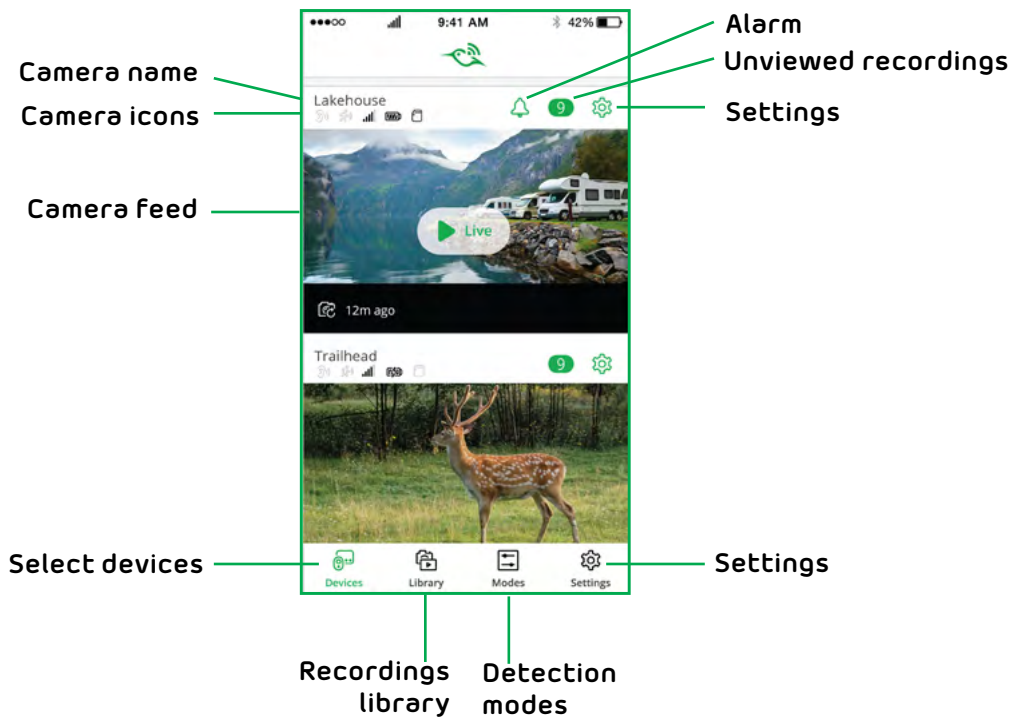 9:41 AM
42%
Alarm
Unviewed recordings
Settings
Camera name
Camera icons
Camera feed
Lakehouse
9
Live
12m ago
Trailhead
9
Select devices
Devices
Library
Modes
Settings
Settings
Recordings
library
Detection
modes